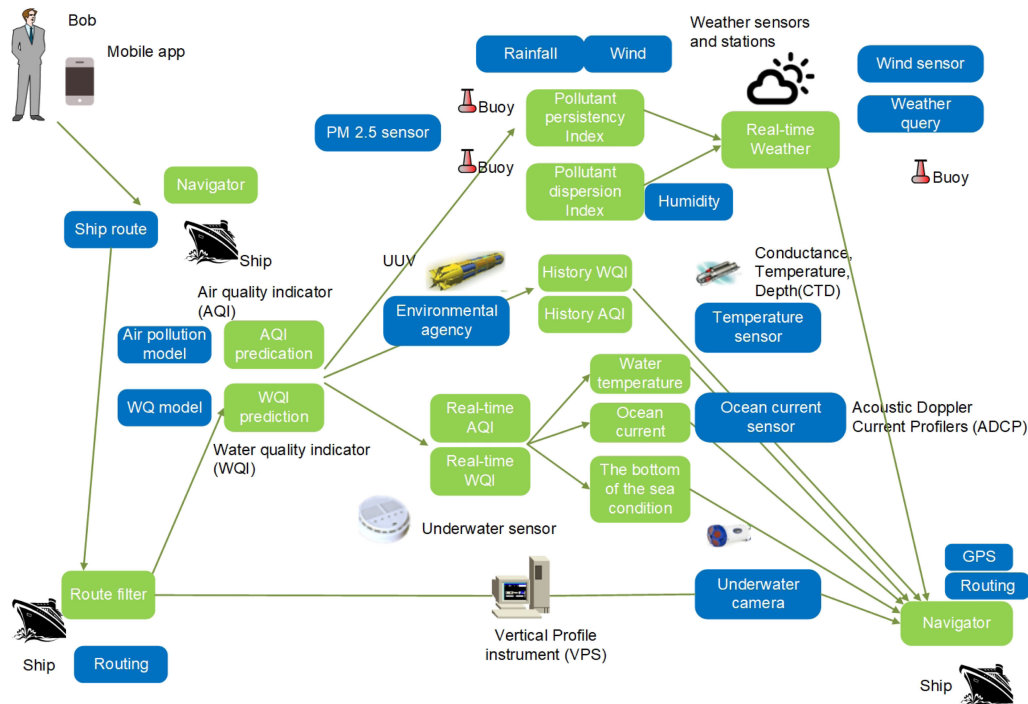 Bob
Mobile app
Weather sensors
and stations
Rainfall
Wind
Wind sensor
Buoy
Pollutant
persistency
Index
PM 2.5 sensor
Real-time
Weather
Weather
query
Buoy
Pollutant
dispersion
Index
Humidity
Buoy
Navigator
Ship route
Ship
UUV
Conductance,
Temperature,
Depth(CTD)
History WQI
Air quality indicator
(AQI)
Environmental
agency
History AQI
Temperature
sensor
Air pollution
model
AQI
predication
Water
temperature
WQ model
WQI
prediction
Real-time
AQI
Ocean
current
Ocean current
sensor
Acoustic Doppler
Current Profilers (ADCP)
Water quality indicator
(WQI)
Real-time
WQI
The bottom
of the sea
condition
Underwater sensor
GPS
Route filter
Underwater
camera
Routing
Navigator
Vertical Profile
instrument (VPS)
Ship
Routing
Ship